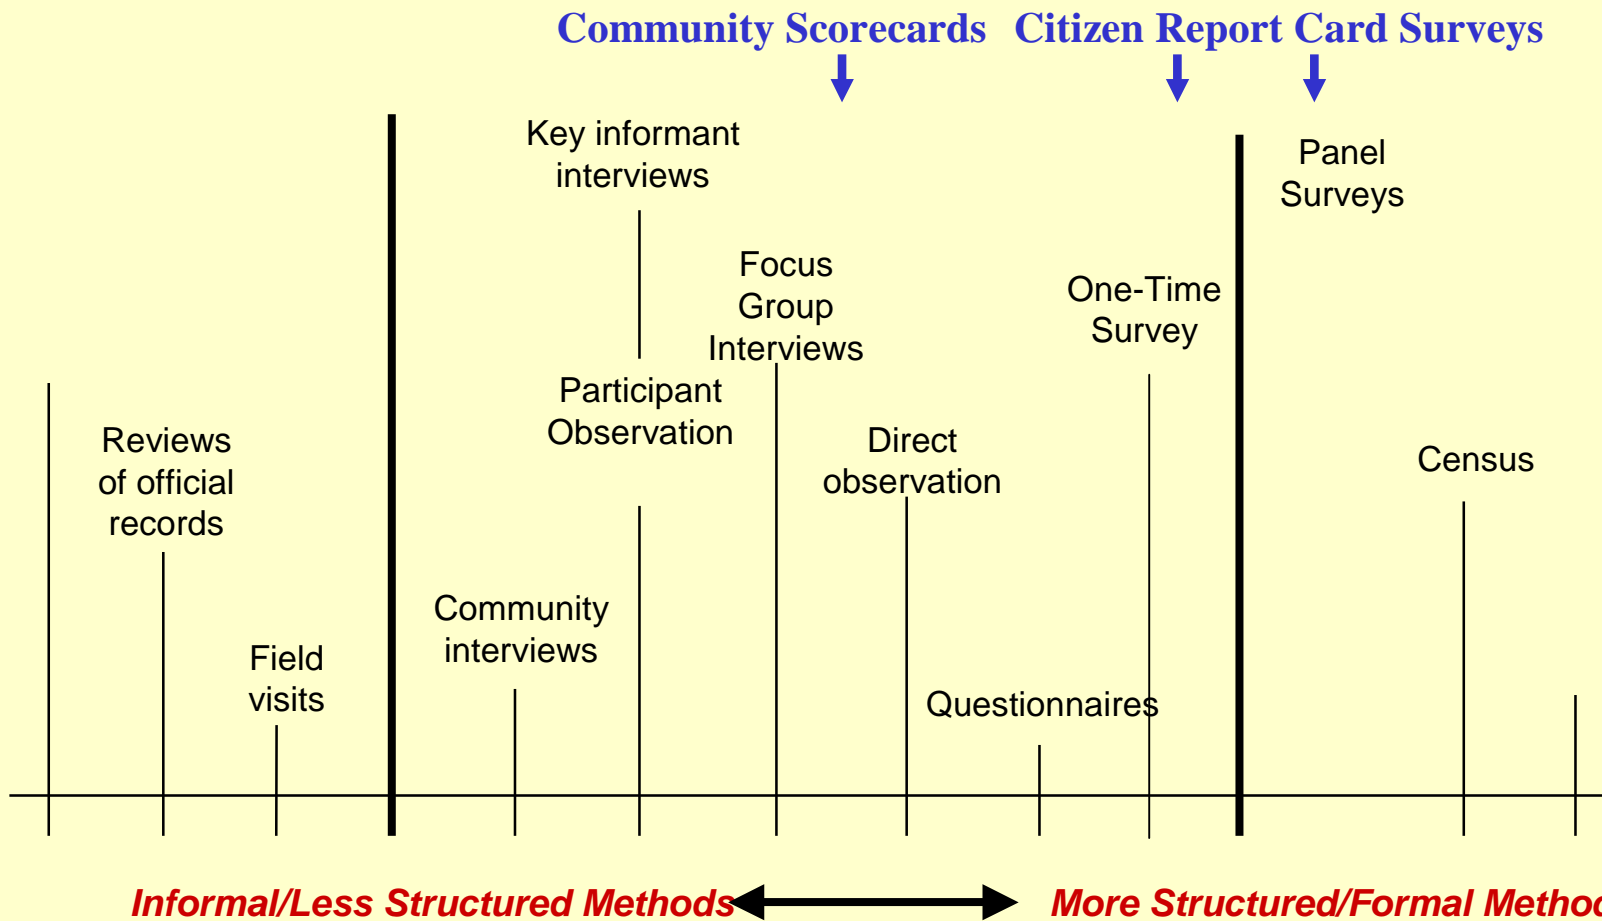 Community Scorecards
Citizen Report Card Surveys
Key informant
interviews
Panel
Surveys
Focus
Group
Interviews
One-Time
Survey
Participant
Observation
Reviews
of official
records
Direct
observation
Census
Community
interviews
Field
visits
Questionnaires
Informal/Less Structured Methods
More Structured/Formal Metho